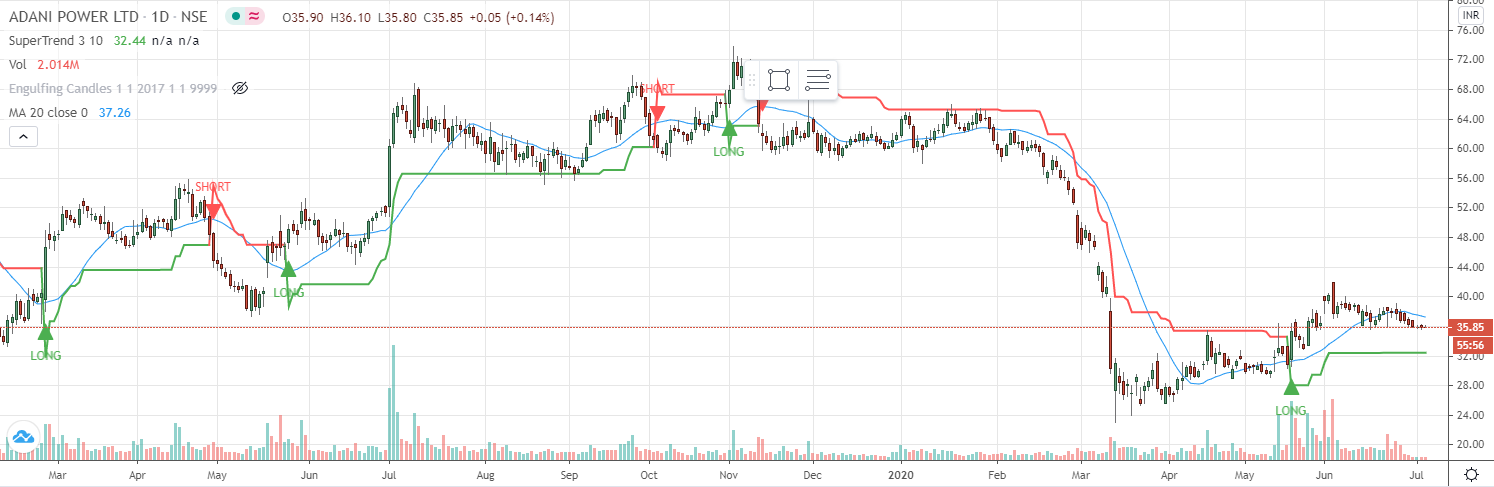 ADANI POWER LTD · 1D · NSE O35.90 H36.10 L35.80 C35.85 +0.05 (+0.14%)
INR
SuperTrend 3 10 32.44 n/a n/a
Vol 2.014M
Engulfing Candles 1 1 2017 1 1 9999
MA 20 close 0 37.26
80.00
76.00
72.00
68.00
64.00
60.00
56.00
52.00
48.00
44.00
40.00
35.85
55:56
32.00
28.00
24.00
20.00
SHORT
LONG
SHORT
LONG
LONG
LONG
Mar Apr May Jun Jul Aug Sep Oct Nov Dec 2020 Feb Mar Apr May Jun Jul